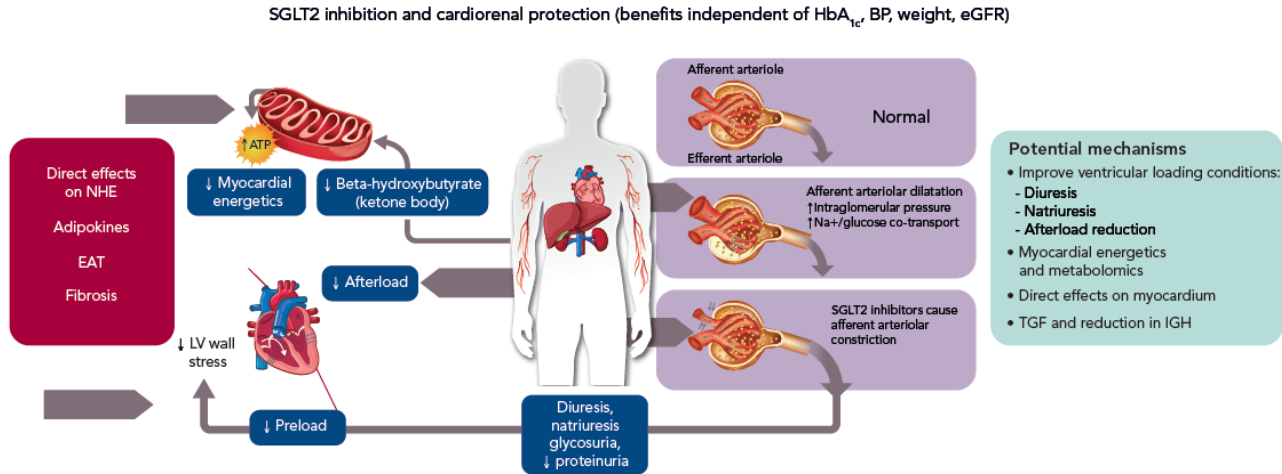 SGLT2 inhibition and cardiorenal protection (benefits independent of HbA1c, BP, weight, eGFR)
Direct effects
on NHE
Adipokines
EAT
Fibrosis
↑ATP
↓ Myocardial
energetics
↓ Beta-hydroxybutyrate
(ketone body)
↓ Afterload
↓ LV wall
stress
↓ Preload
Diuresis,
natriuresis
glycosuria,
↓ proteinuria
Afferent arteriole
Normal
Efferent arteriole
Afferent arteriolar dilatation
↑Intraglomerular pressure
↑Na+/glucose co-transport
SGLT2 inhibitors cause
afferent arteriolar
constriction
Potential mechanisms
• Improve ventricular loading conditions:
- Diuresis
- Natriuresis
- Afterload reduction
• Myocardial energetics
and metabolomics
• Direct effects on myocardium
• TGF and reduction in IGH